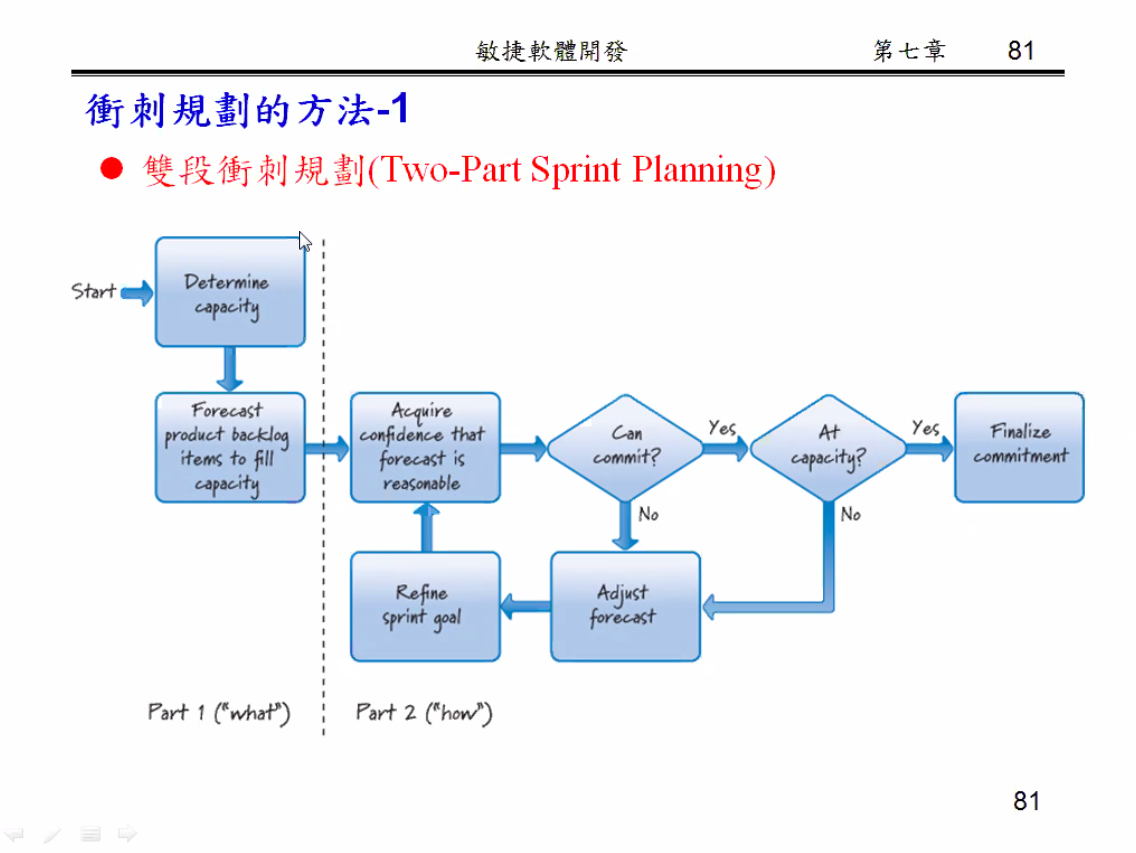 敏捷軟體開發 第七章 81
衝刺規劃的方法-1
● 雙段衝刺規劃(Two-Part Sprint Planning)
Start
Determine
capacity
Forecast
product backlog
items to fill
capacity
Acquire
confidence that
forecast is
reasonable
Can
commit?
Yes
No
At
capacity?
Yes
No
Finalize
commitment
Refine
sprint goal
Adjust
forecast
Part 1 ("what")
Part 2 ("how")
81